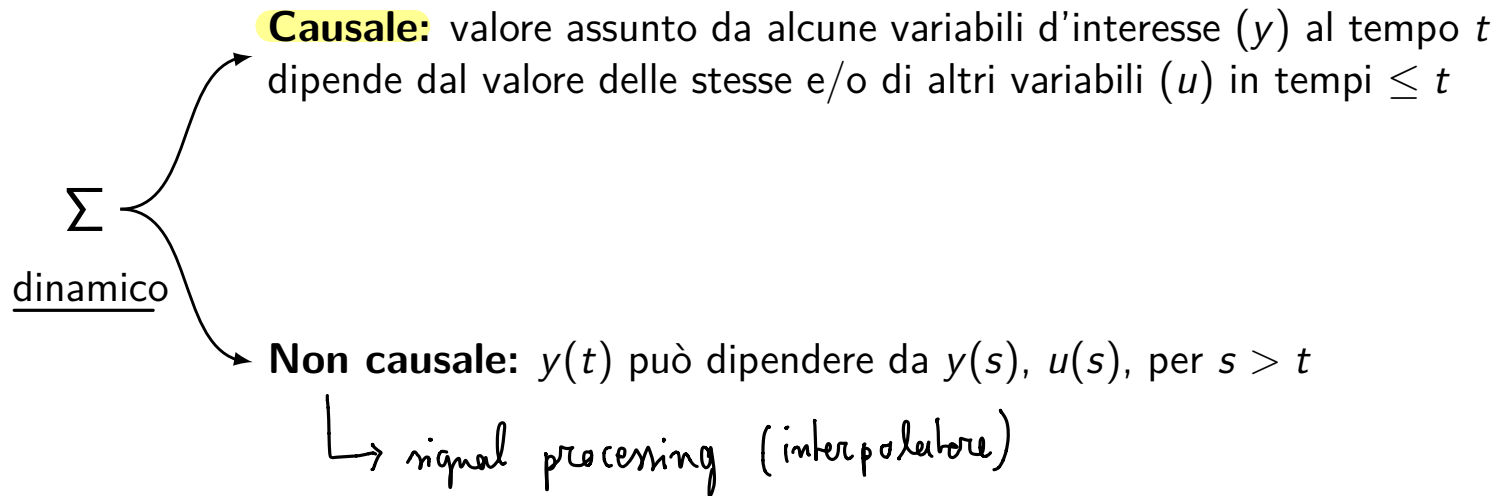 Causale: valore assunto da alcune variabili d'interesse (y) al tempo t
dipende dal valore delle stesse e/o di altri variabili (u) in tempi ≤ t
Σ
dinamico
Non causale: y(t) può dipendere da y(s), u(s), per s > t
signal processing (interpolatore)